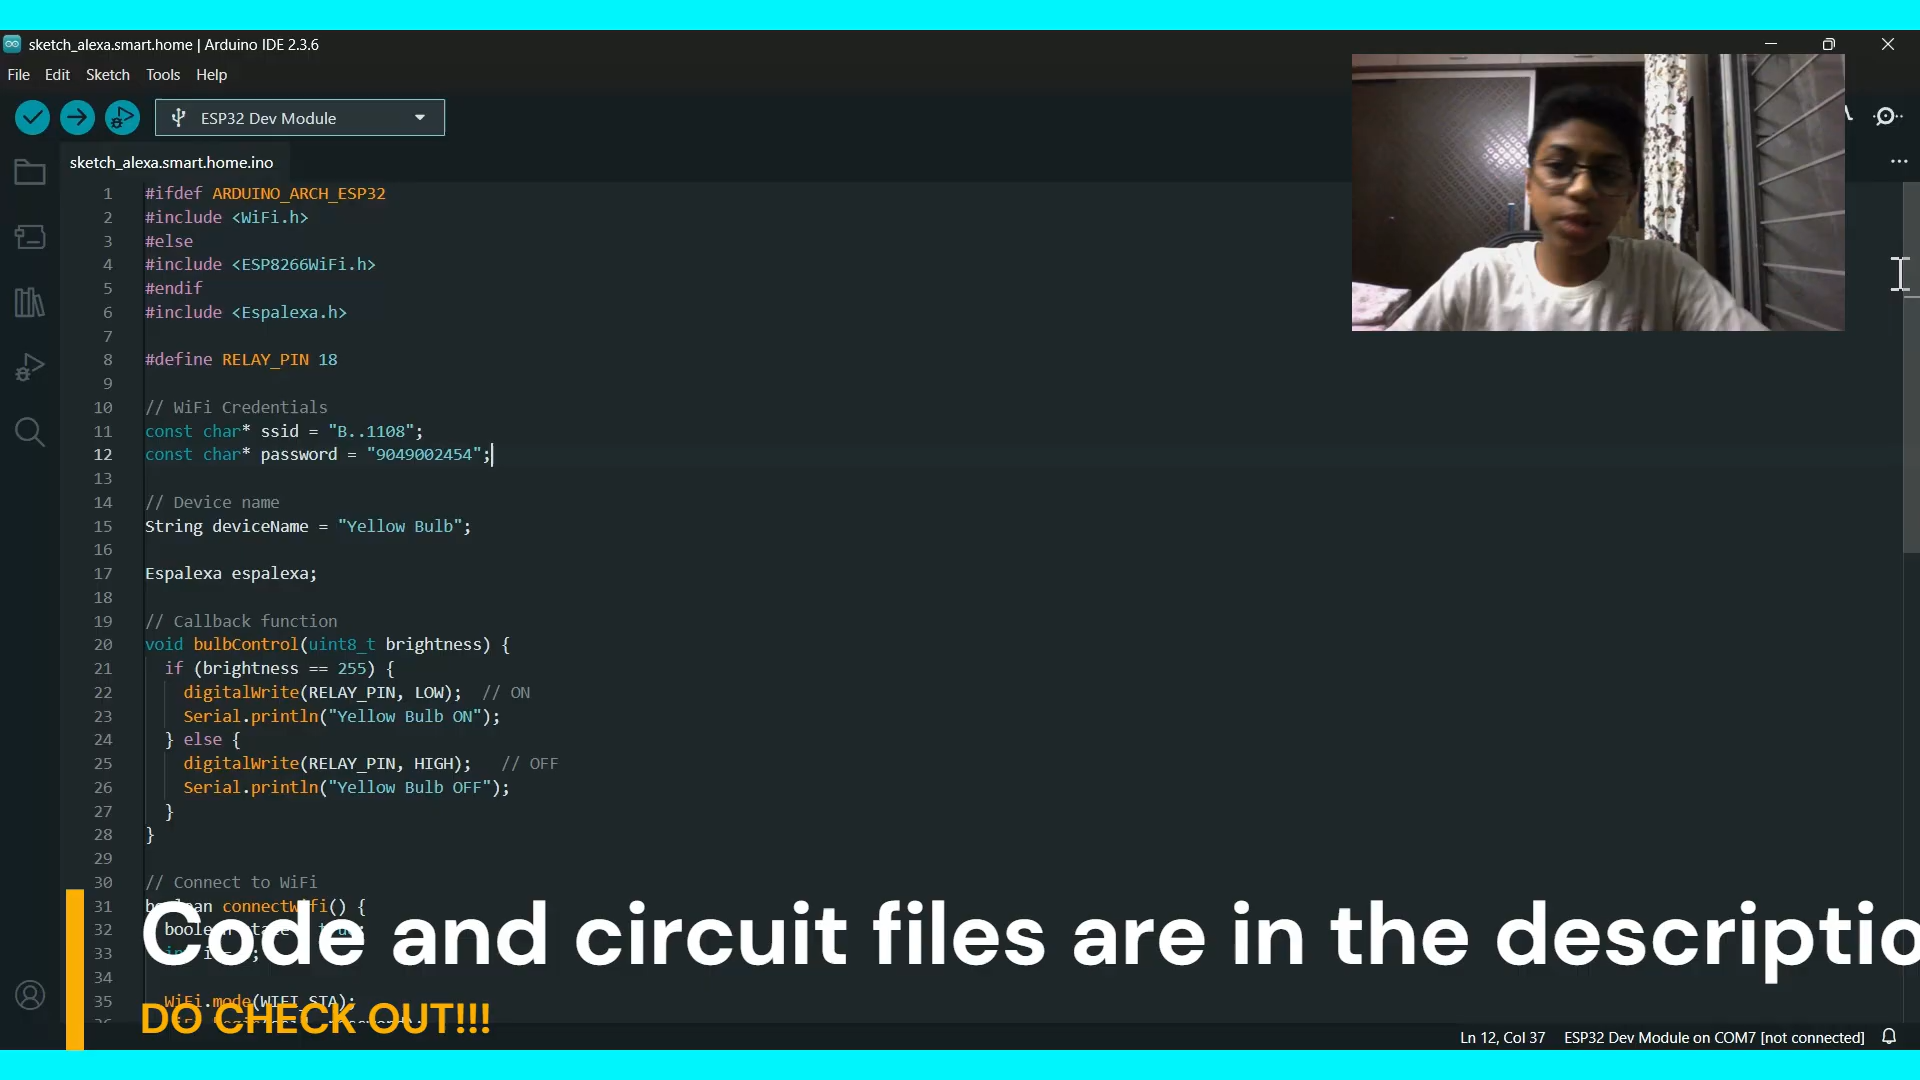 sketch_alexa.smart.home | Arduino IDE 2.3.6
File Edit Sketch Tools Help
ESP32 Dev Module
sketch_alexa.smart.home.ino
1 #ifdef ARDUINO_ARCH_ESP32
2 #include <WiFi.h>
3 #else
4 #include <ESP8266WiFi.h>
5 #endif
6 #include <Espalexa.h>
7
8 #define RELAY_PIN 18
9
10 // WiFi Credentials
11 const char* ssid = "B..1108";
12 const char* password = "9049002454";
13
14 // Device name
15 String deviceName = "Yellow Bulb";
16
17 Espalexa espalexa;
18
19 // Callback function
20 void bulbControl(uint8_t brightness) {
21 if (brightness == 255) {
22 digitalWrite(RELAY_PIN, LOW); // ON
23 Serial.println("Yellow Bulb ON");
24 } else {
25 digitalWrite(RELAY_PIN, HIGH); // OFF
26 Serial.println("Yellow Bulb OFF");
27 }
28 }
29
30 // Connect to WiFi
31 boolean connectWifi() {
32
33
34
35 WiFi.mode(WIFI_STA);
Code and circuit files are in the descriptio
DO CHECK OUT!!!
Ln 12, Col 37 ESP32 Dev Module on COM7 [not connected]